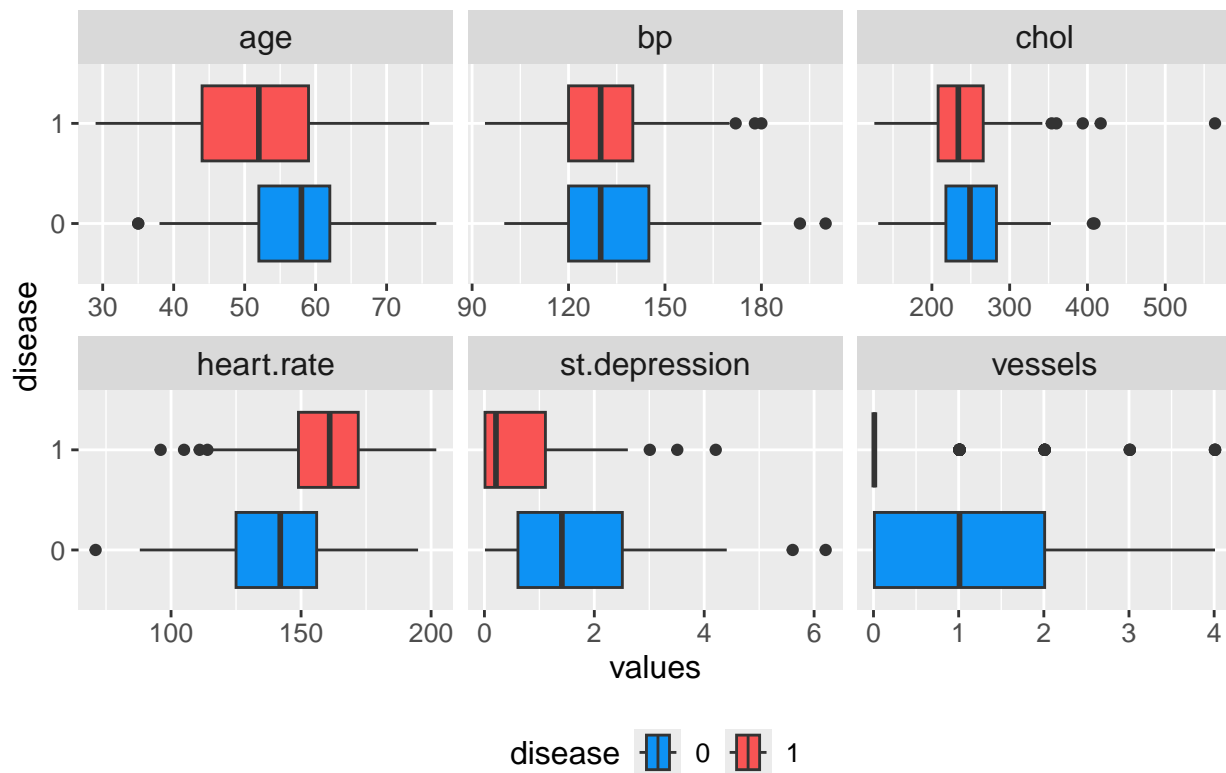 age bp chol
1
0
30 40 50 60 70 90 120 150 180 200 300 400 500
disease
heart.rate st.depression vessels
1
0
100 150 200 0 2 4 6 0 1 2 3 4
values
disease 0 1